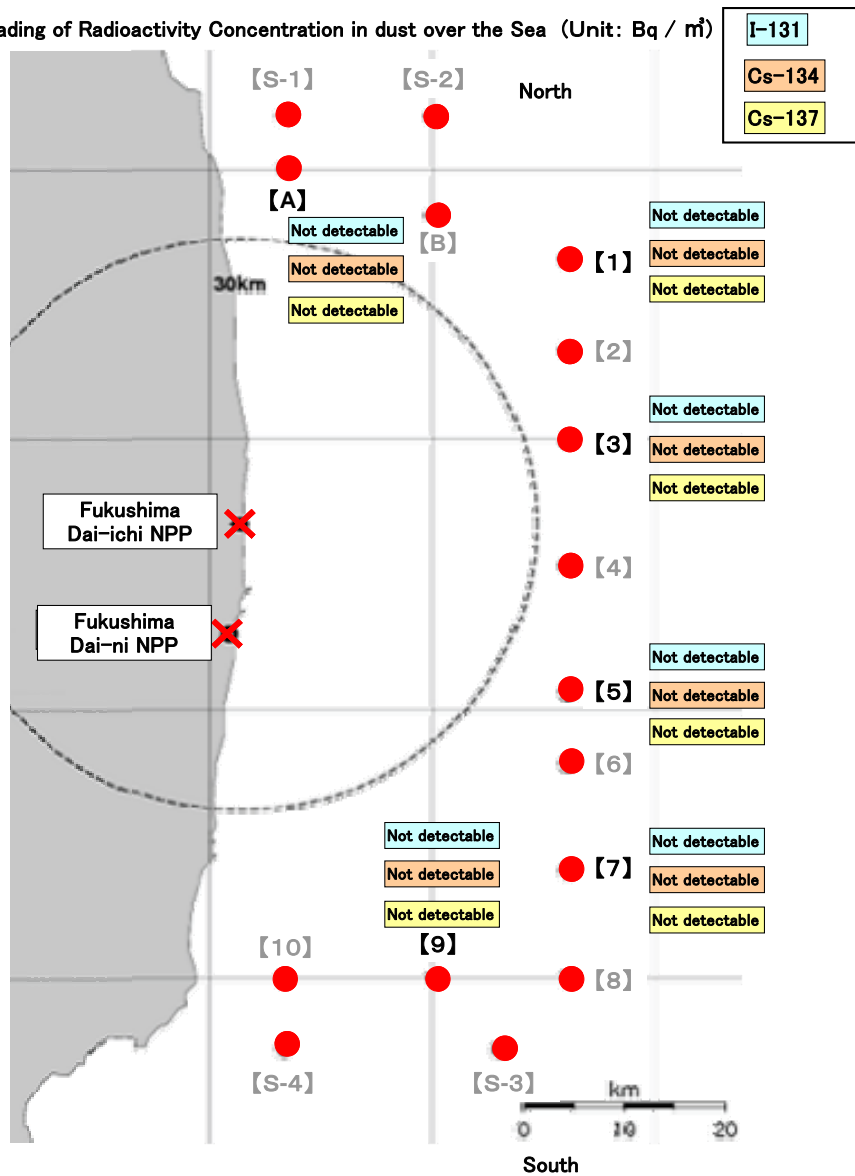 ading of Radioactivity Concentration in dust over the Sea (Unit: Bq / ㎥)
I-131
Cs-134
Cs-137
North
【S-1】
【S-2】
【A】
【B】
Not detectable
Not detectable
Not detectable
30km
【1】
Not detectable
Not detectable
Not detectable
【2】
【3】
Not detectable
Not detectable
Not detectable
Fukushima
Dai-ichi NPP
【4】
Fukushima
Dai-ni NPP
【5】
Not detectable
Not detectable
Not detectable
【6】
【7】
Not detectable
Not detectable
Not detectable
Not detectable
Not detectable
Not detectable
【9】
【10】
【8】
【S-4】
【S-3】
km
0 10 20
South